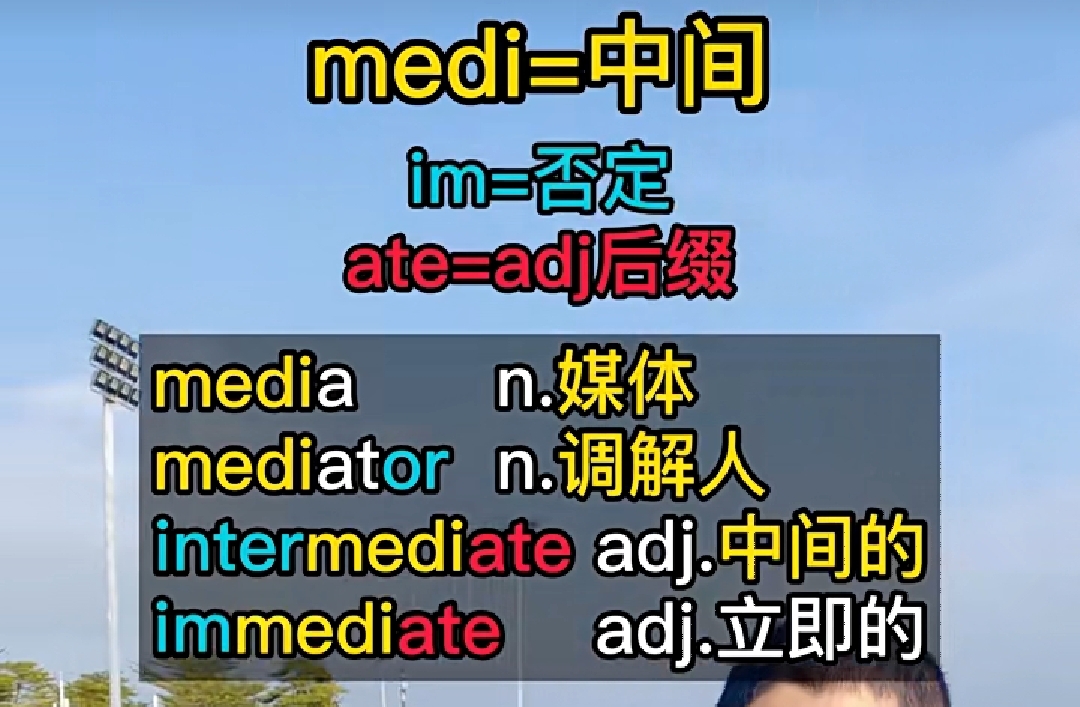 medi=中间
im=否定
ate=adj后缀
media n.媒体
mediator n.调解人
intermediate adj.中间的
immediate adj.立即的